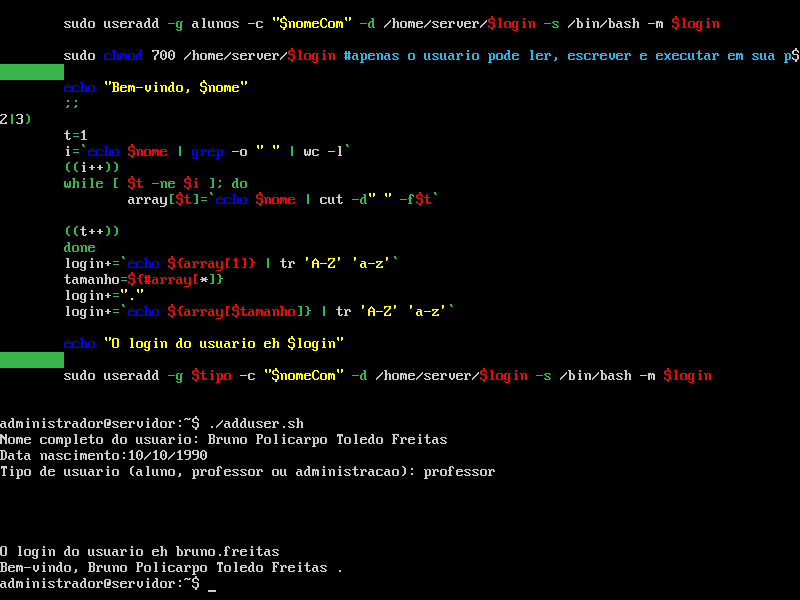 sudo useradd -g alunos -c "$nomeCom" -d /home/server/$login -s /bin/bash -m $login
sudo chmod 700 /home/server/$login #apenas o usuario pode ler, escrever e executar em sua p$
echo "Bem-vindo, $nome"
;;
2|3)
t=1
i=`echo $nome | grep -o " " | wc -l`
((i++))
while [ $t -ne $i ]; do
array[$t]=`echo $nome | cut -d" " -f$t`
((t++))
done
login+=`echo ${array[1]} | tr 'A-Z' 'a-z'`
tamanho=${#array[*]}
login+="."
login+=`echo ${array[$tamanho]} | tr 'A-Z' 'a-z'`
echo "O login do usuario eh $login"
sudo useradd -g $tipo -c "$nomeCom" -d /home/server/$login -s /bin/bash -m $login
administrador@servidor:~$ ./adduser.sh
Nome completo do usuario: Bruno Policarpo Toledo Freitas
Data nascimento:10/10/1990
Tipo de usuario (aluno, professor ou administracao): professor
O login do usuario eh bruno.freitas
Bem-vindo, Bruno Policarpo Toledo Freitas .
administrador@servidor:~$ _